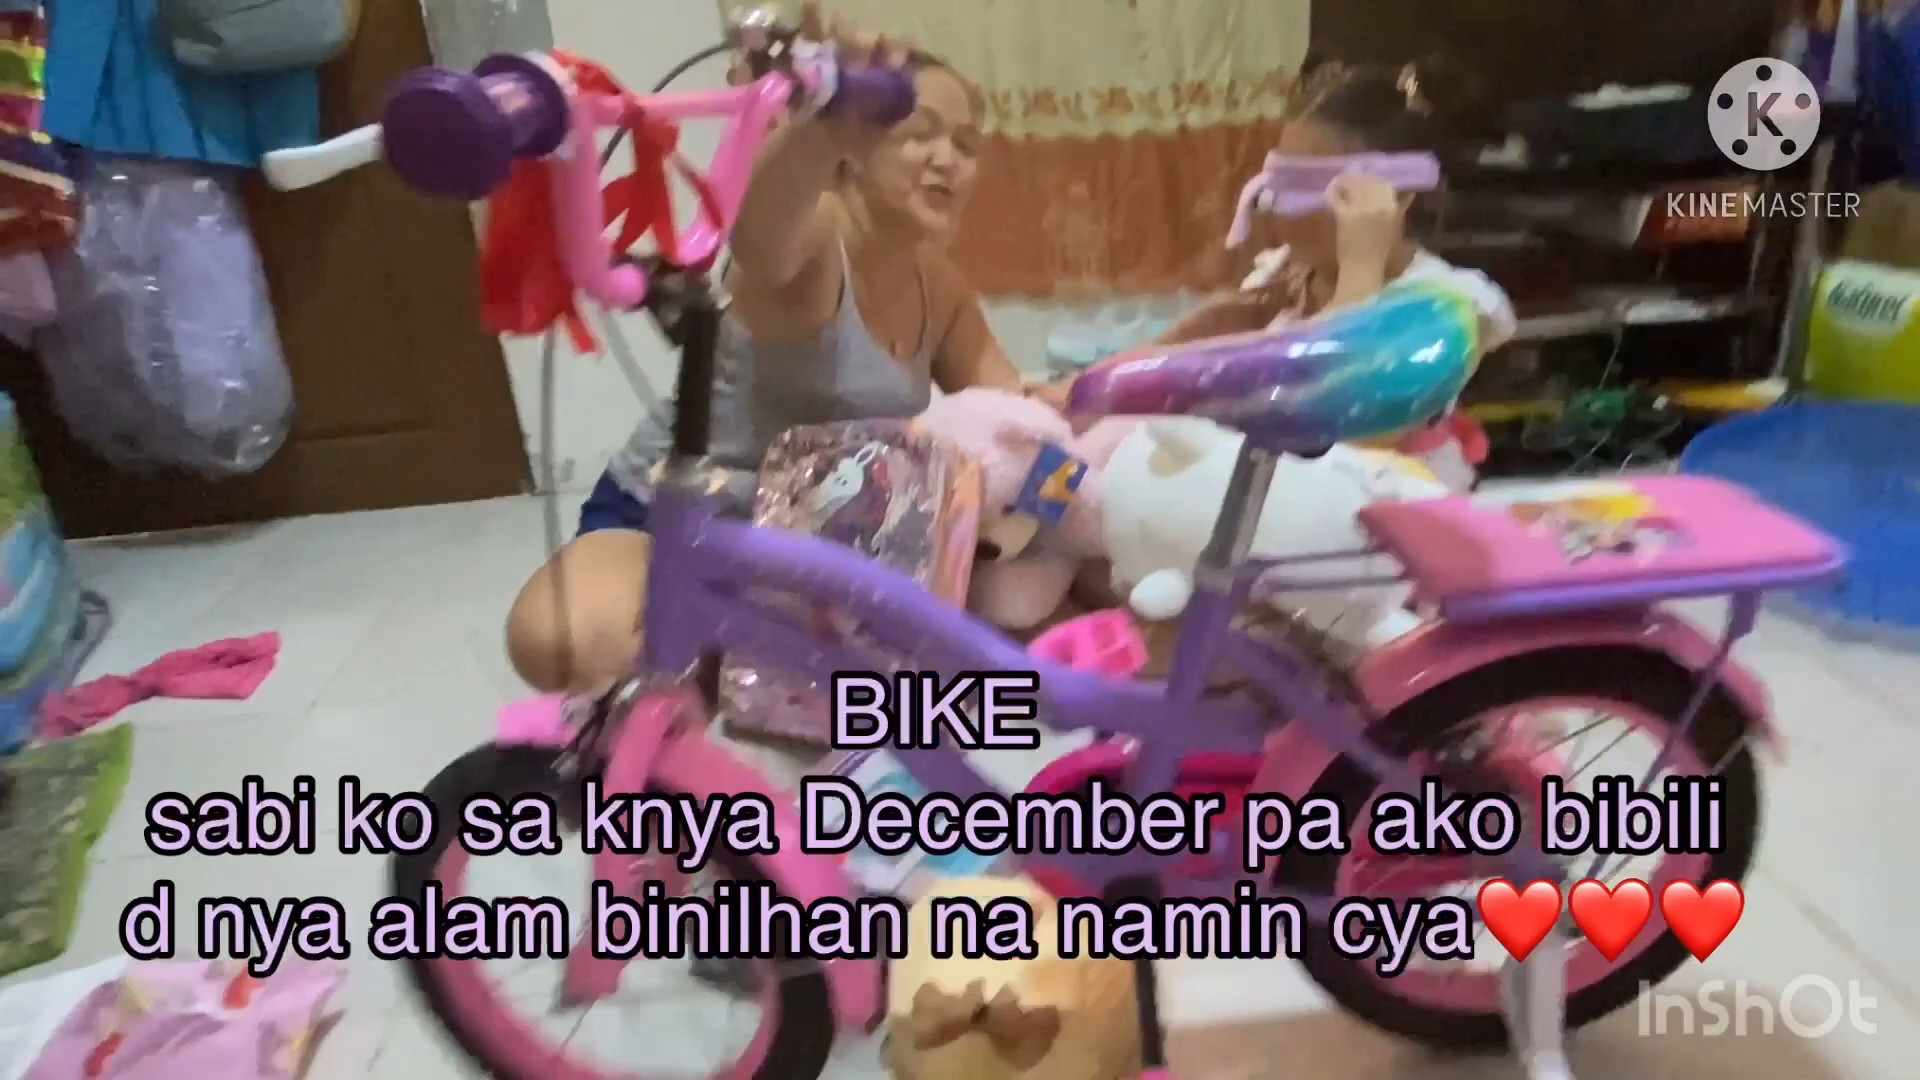 K
KINEMASTER
BIKE
sabi ko sa knya December pa ako bibili
d nya alam binilhan na namin cya❤️❤️❤️
InShOt